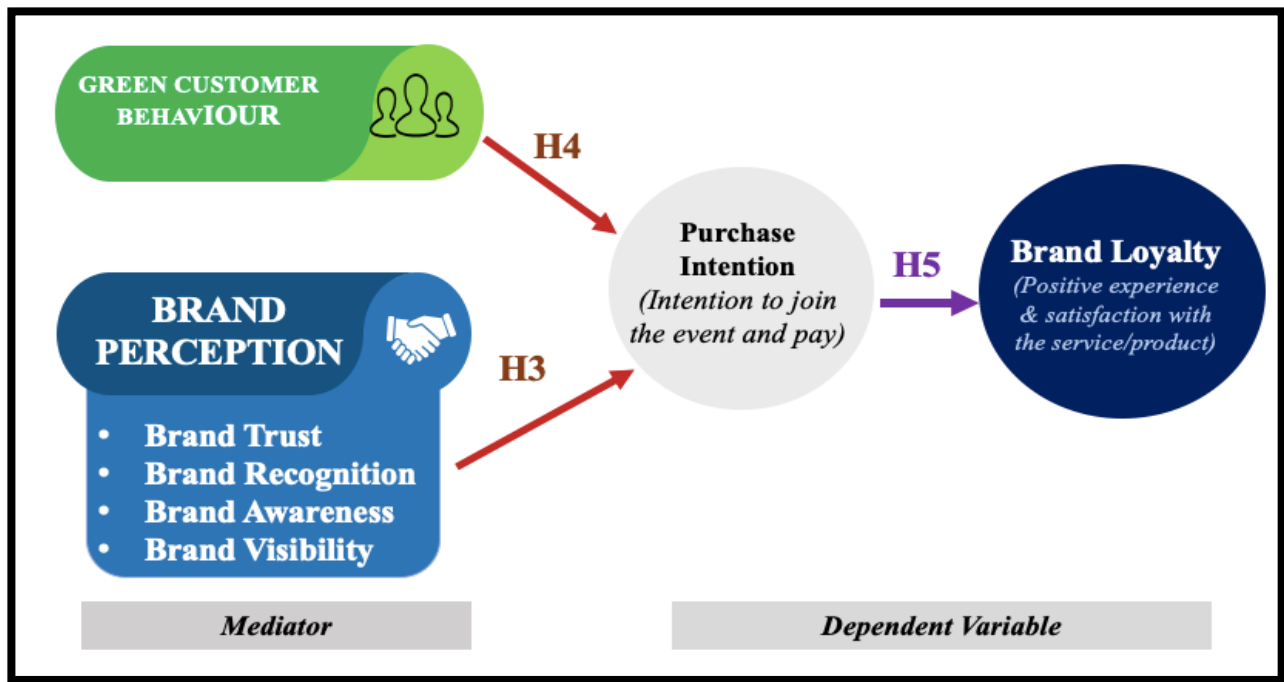 GREEN CUSTOMER
BEHAVIOUR
H4
BRAND
PERCEPTION
• Brand Trust
• Brand Recognition
• Brand Awareness
• Brand Visibility
H3
Purchase
Intention
(Intention to join
the event and pay)
H5
Brand Loyalty
(Positive experience
& satisfaction with
the service/product)
Mediator
Dependent Variable